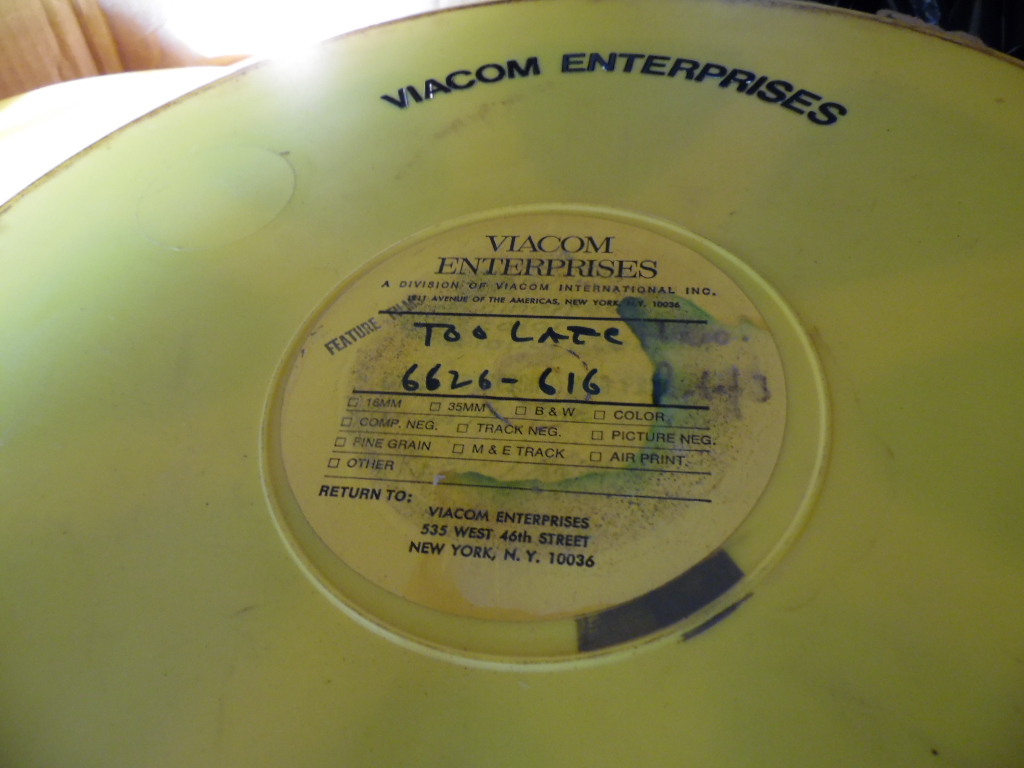 VIACOM ENTERPRISES
VIACOM
ENTERPRISES
A DIVISION OF VIACOM INTERNATIONAL INC.
AVENUE OF THE AMERICAS, NEW YORK, N.Y. 10036
FEATURE FILMS
TOO LATE
6626-616
□ 16MM □ 35MM □ B & W □ COLOR
□ COMP. NEG. □ TRACK NEG. □ PICTURE NEG.
□ FINE GRAIN □ M & E TRACK □ AIR PRINT.
□ OTHER
RETURN TO:
VIACOM ENTERPRISES
535 WEST 46th STREET
NEW YORK, N. Y. 10036